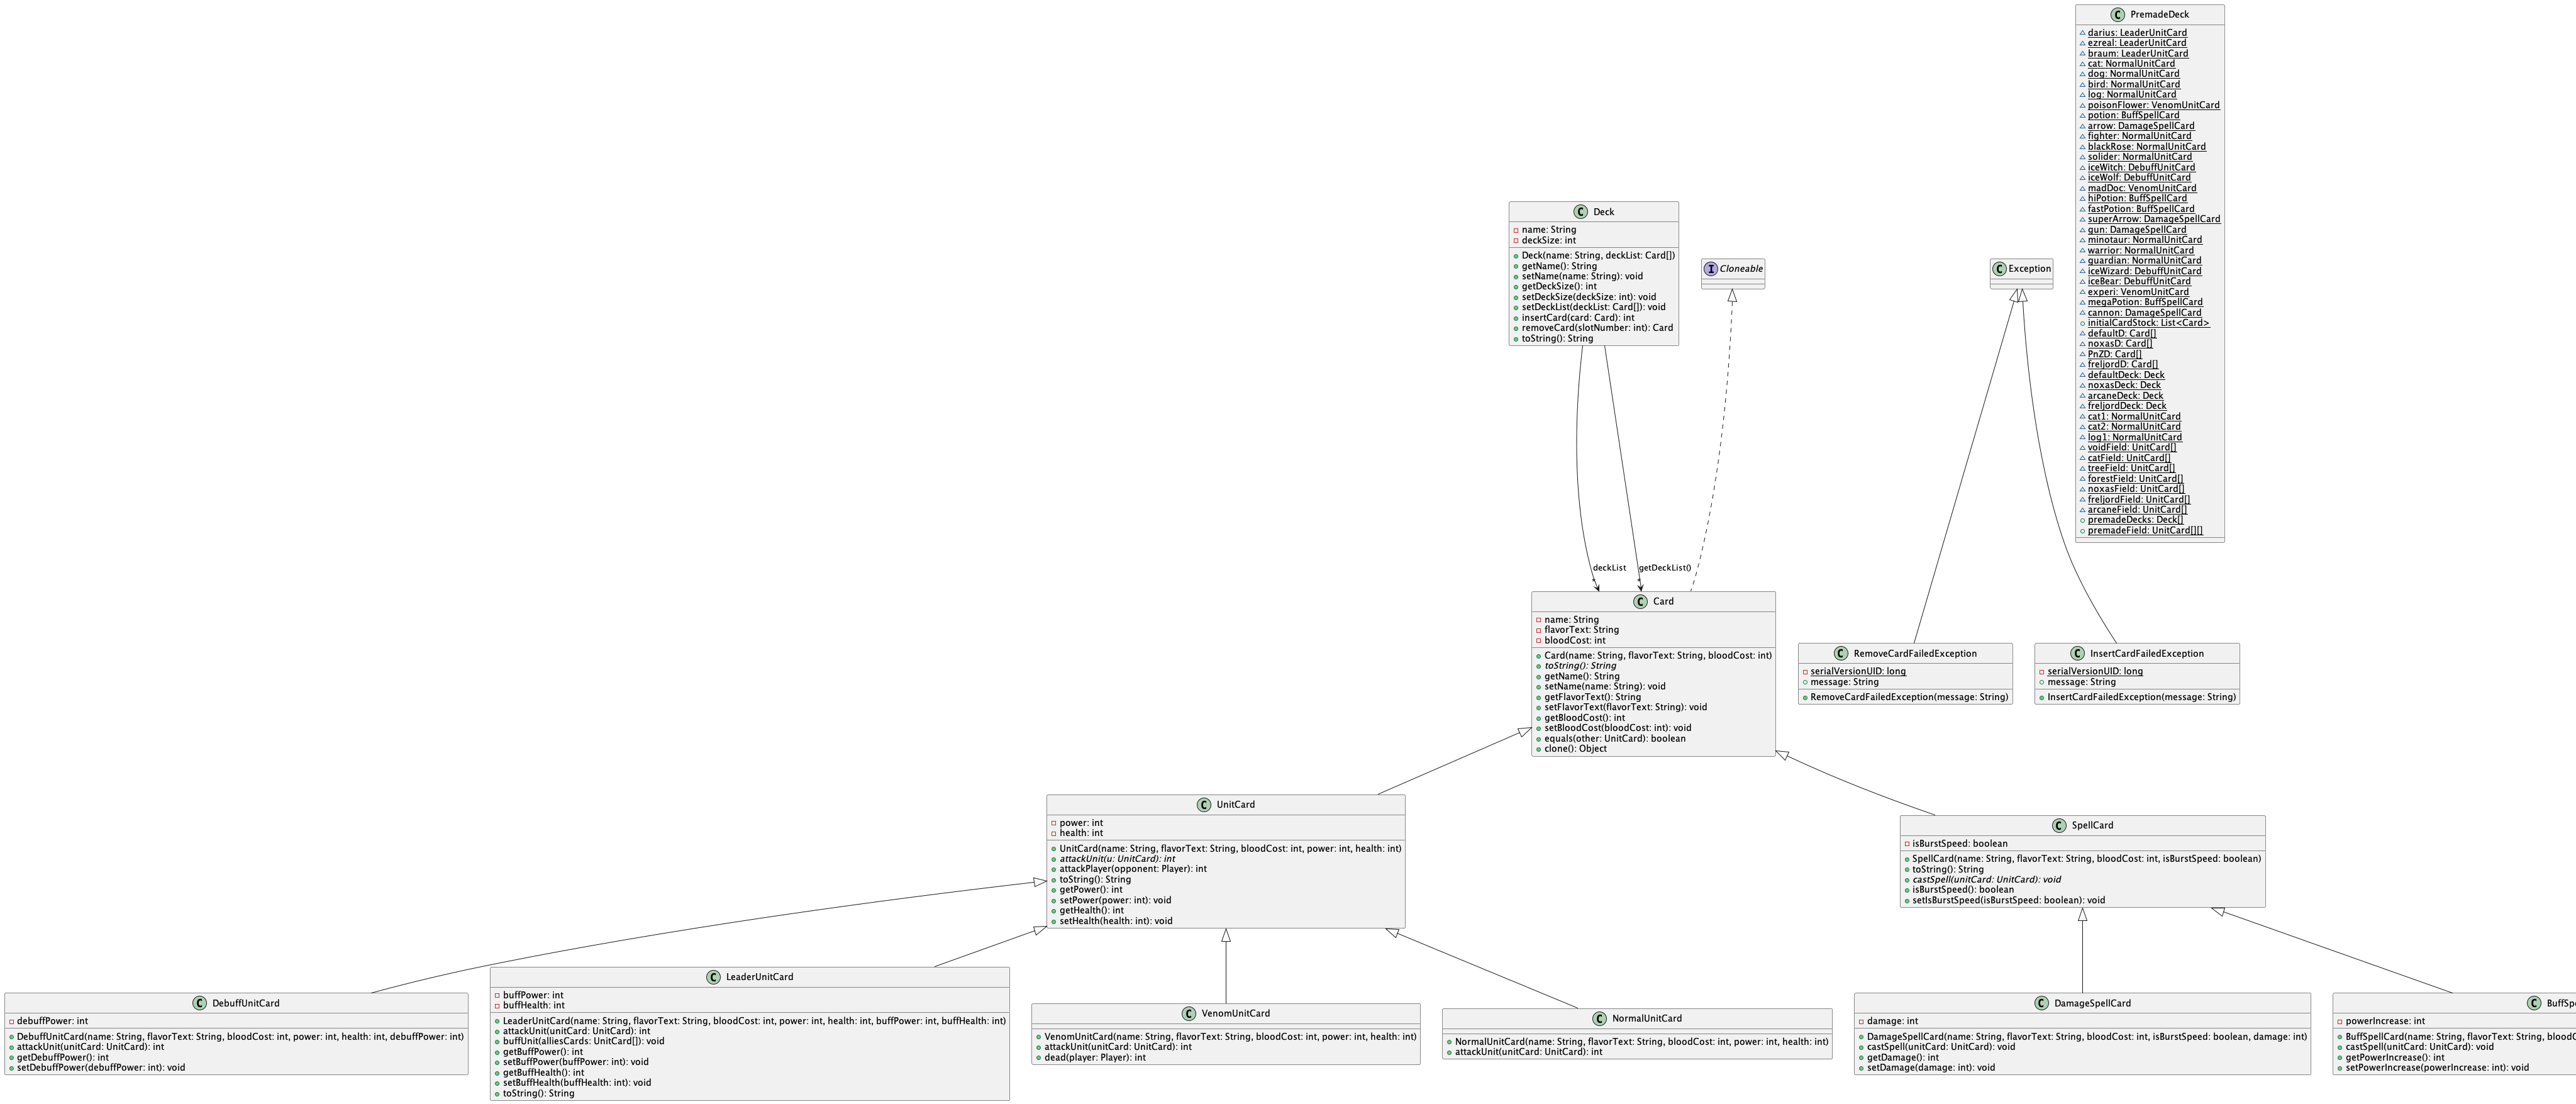 PremadeDeck
darius: LeaderUnitCard
ezreal: LeaderUnitCard
braum: LeaderUnitCard
cat: NormalUnitCard
dog: NormalUnitCard
bird: NormalUnitCard
log: NormalUnitCard
poisonFlower: VenomUnitCard
potion: BuffSpellCard
arrow: DamageSpellCard
fighter: NormalUnitCard
blackRose: NormalUnitCard
solider: NormalUnitCard
iceWitch: DebuffUnitCard
iceWolf: DebuffUnitCard
madDoc: VenomUnitCard
hiPotion: BuffSpellCard
fastPotion: BuffSpellCard
superArrow: DamageSpellCard
gun: DamageSpellCard
minotaur: NormalUnitCard
warrior: NormalUnitCard
guardian: NormalUnitCard
iceWizard: DebuffUnitCard
iceBear: DebuffUnitCard
experi: VenomUnitCard
megaPotion: BuffSpellCard
cannon: DamageSpellCard
initialCardStock: List<Card>
defaultD: Card[]
noxasD: Card[]
PnZD: Card[]
freljordD: Card[]
defaultDeck: Deck
noxasDeck: Deck
arcaneDeck: Deck
freljordDeck: Deck
cat1: NormalUnitCard
cat2: NormalUnitCard
log1: NormalUnitCard
voidField: UnitCard[]
catField: UnitCard[]
treeField: UnitCard[]
forestField: UnitCard[]
noxasField: UnitCard[]
freljordField: UnitCard[]
arcaneField: UnitCard[]
premadeDecks: Deck[]
premadeField: UnitCard[][]
Deck
name: String
deckSize: int
Deck(name: String, deckList: Card[])
getName(): String
setName(name: String): void
getDeckSize(): int
setDeckSize(deckSize: int): void
setDeckList(deckList: Card[]): void
insertCard(card: Card): int
removeCard(slotNumber: int): Card
toString(): String
Cloneable
Exception
deckList
getDeckList()
*
Card
name: String
flavorText: String
bloodCost: int
Card(name: String, flavorText: String, bloodCost: int)
toString(): String
getName(): String
setName(name: String): void
getFlavorText(): String
setFlavorText(flavorText: String): void
getBloodCost(): int
setBloodCost(bloodCost: int): void
equals(other: UnitCard): boolean
clone(): Object
RemoveCardFailedException
serialVersionUID: long
message: String
RemoveCardFailedException(message: String)
InsertCardFailedException
serialVersionUID: long
message: String
InsertCardFailedException(message: String)
UnitCard
power: int
health: int
UnitCard(name: String, flavorText: String, bloodCost: int, power: int, health: int)
attackUnit(u: UnitCard): int
attackPlayer(opponent: Player): int
toString(): String
getPower(): int
setPower(power: int): void
getHealth(): int
setHealth(health: int): void
SpellCard
isBurstSpeed: boolean
SpellCard(name: String, flavorText: String, bloodCost: int, isBurstSpeed: boolean)
toString(): String
castSpell(unitCard: UnitCard): void
isBurstSpeed(): boolean
setIsBurstSpeed(isBurstSpeed: boolean): void
DebuffUnitCard
debuffPower: int
DebuffUnitCard(name: String, flavorText: String, bloodCost: int, power: int, health: int, debuffPower: int)
attackUnit(unitCard: UnitCard): int
getDebuffPower(): int
setDebuffPower(debuffPower: int): void
LeaderUnitCard
buffPower: int
buffHealth: int
LeaderUnitCard(name: String, flavorText: String, bloodCost: int, power: int, health: int, buffPower: int, buffHealth: int)
attackUnit(unitCard: UnitCard): int
buffUnit(alliesCards: UnitCard[]): void
getBuffPower(): int
setBuffPower(buffPower: int): void
getBuffHealth(): int
setBuffHealth(buffHealth: int): void
toString(): String
VenomUnitCard
VenomUnitCard(name: String, flavorText: String, bloodCost: int, power: int, health: int)
attackUnit(unitCard: UnitCard): int
dead(player: Player): int
NormalUnitCard
NormalUnitCard(name: String, flavorText: String, bloodCost: int, power: int, health: int)
attackUnit(unitCard: UnitCard): int
DamageSpellCard
damage: int
DamageSpellCard(name: String, flavorText: String, bloodCost: int, isBurstSpeed: boolean, damage: int)
castSpell(unitCard: UnitCard): void
getDamage(): int
setDamage(damage: int): void
BuffSp
powerIncrease: int
BuffSpellCard(name: String, flavorText: String, blood
castSpell(unitCard: UnitCard): void
getPowerIncrease(): int
setPowerIncrease(powerIncrease: int): void